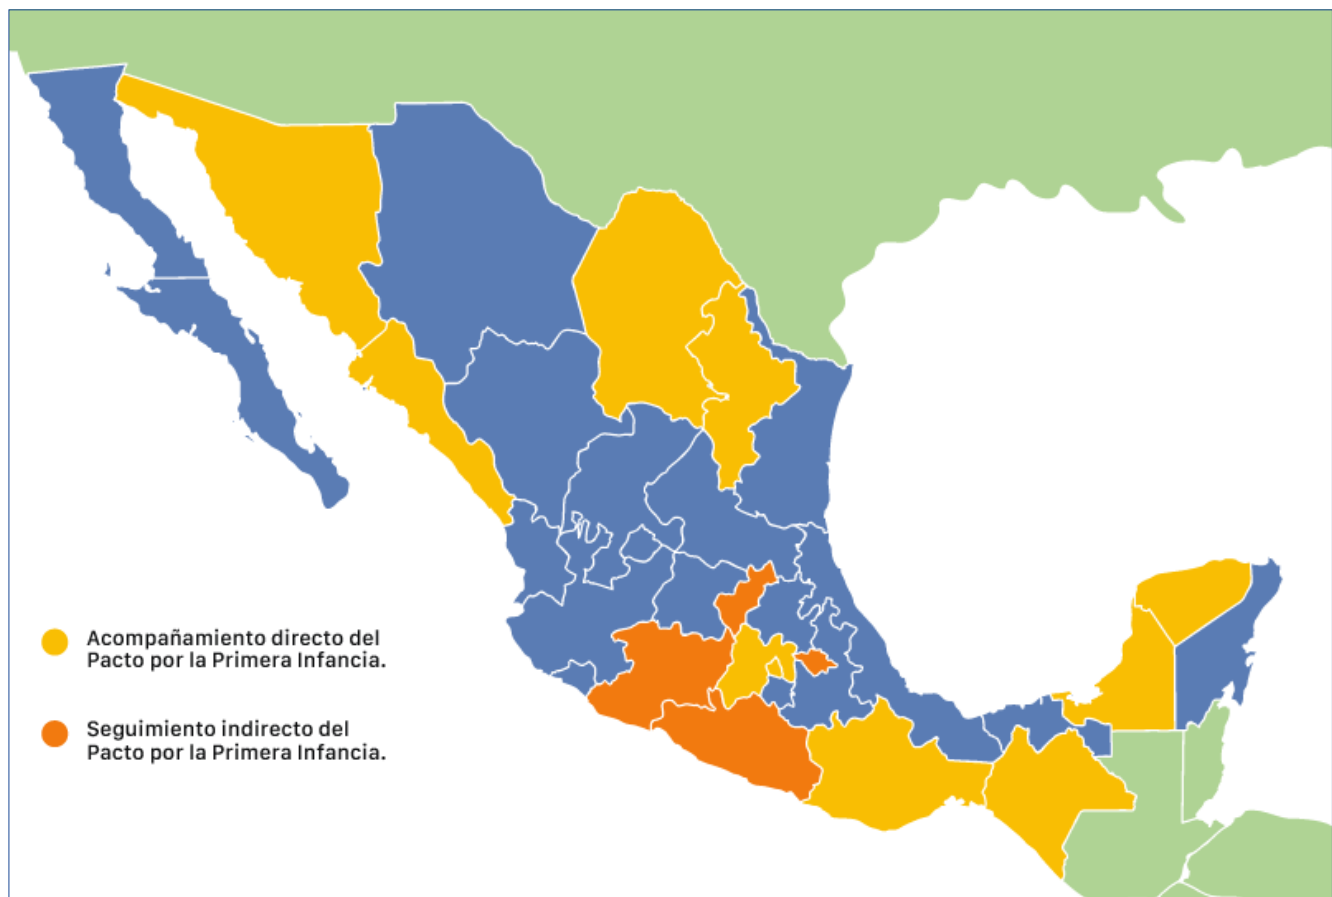 Acompañamiento directo del
Pacto por la Primera Infancia.
Seguimiento indirecto del
Pacto por la Primera Infancia.